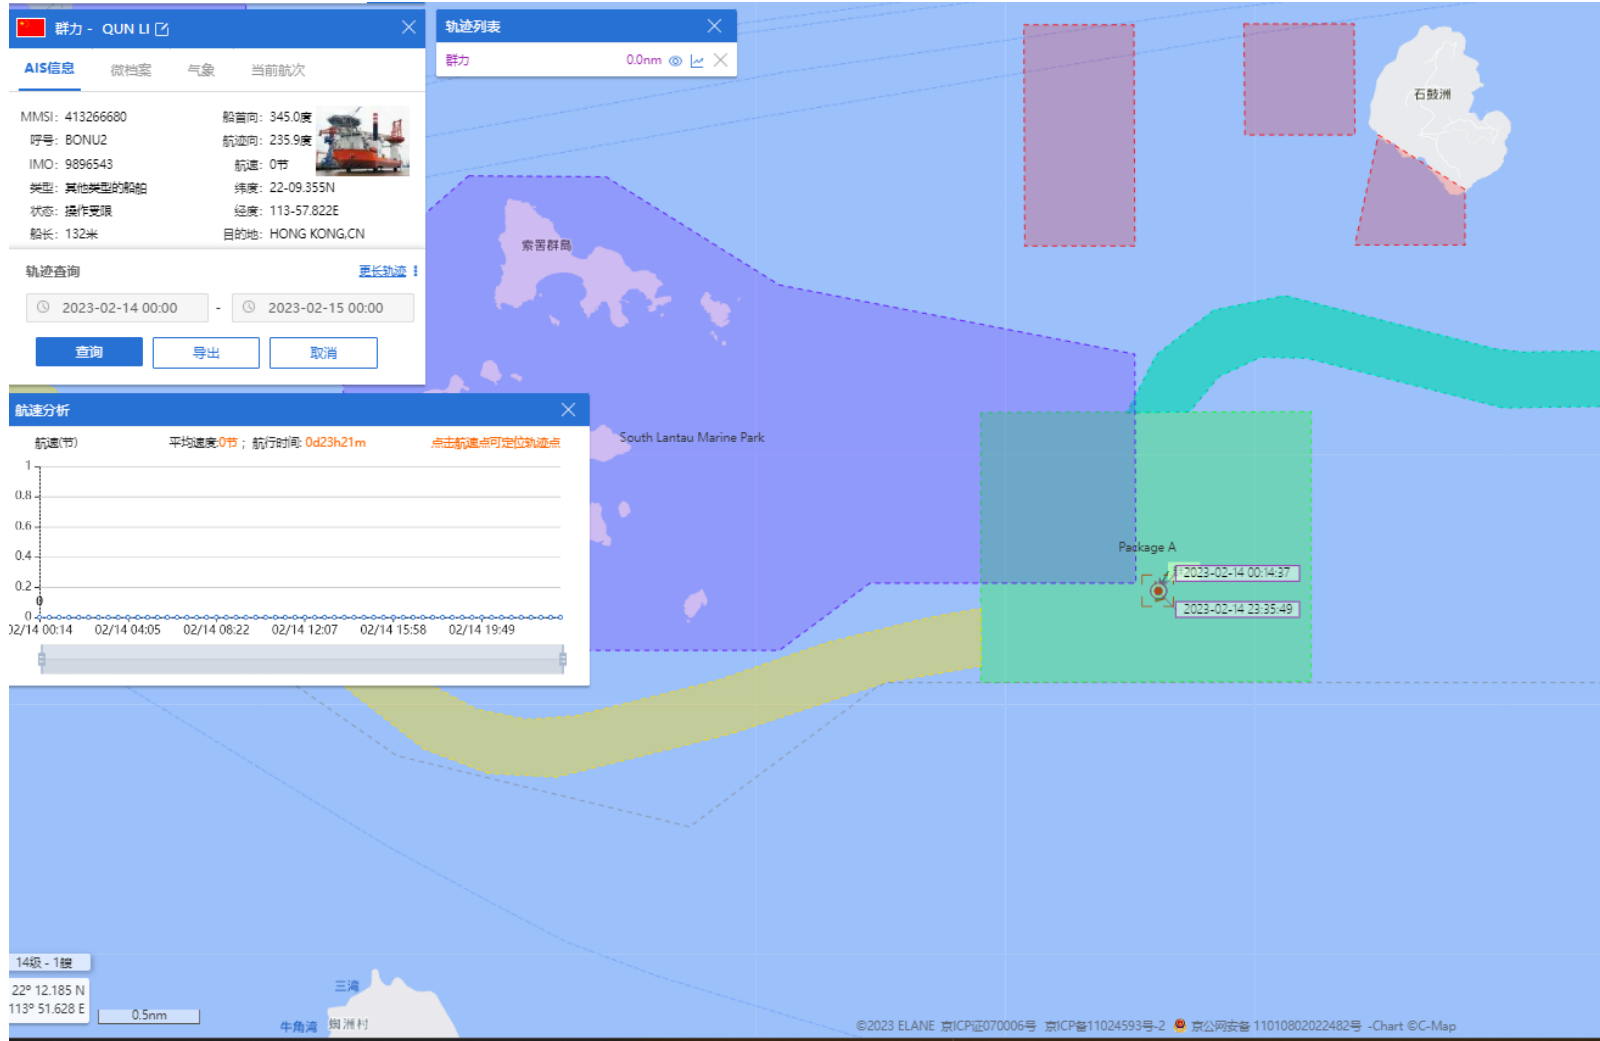 群力 - QUN LI
AIS信息 微档案 气象 当前航次
MMSI: 413266680 船首向: 345.0度
呼号: BONU2 航迹向: 235.9度
IMO: 9896543 航速: 0节
类型: 其他类型的船舶 纬度: 22-09.355N
状态: 操作受限 经度: 113-57.822E
船长: 132米 目的地: HONG KONG,CN
轨迹查询 更长轨迹
2023-02-14 00:00 - 2023-02-15 00:00
查询 导出 取消
轨迹列表
群力 0.0nm
航速分析
航速(节) 平均速度:0节 ; 航行时间: 0d23h21m 点击航速点可定位轨迹点
1
0.8
0.6
0.4
0.2
0
0
02/14 00:14 02/14 04:05 02/14 08:22 02/14 12:07 02/14 15:58 02/14 19:49
石鼓洲
索罟群岛
South Lantau Marine Park
Package A
2023-02-14 00:14:37
2023-02-14 23:35:49
14级 - 1艘
22° 12.185 N
113° 51.628 E
0.5nm
三湾
牛角湾
蜘洲村
©2023 ELANE 京ICP证070006号 京ICP备11024593号-2 京公网安备 11010802022482号 -Chart ©C-Map